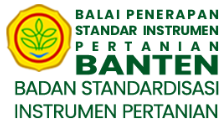 BALAI PENERAPAN
STANDAR INSTRUMEN
PERTANIAN
BANTEN
BADAN STANDARDISASI
INSTRUMEN PERTANIAN